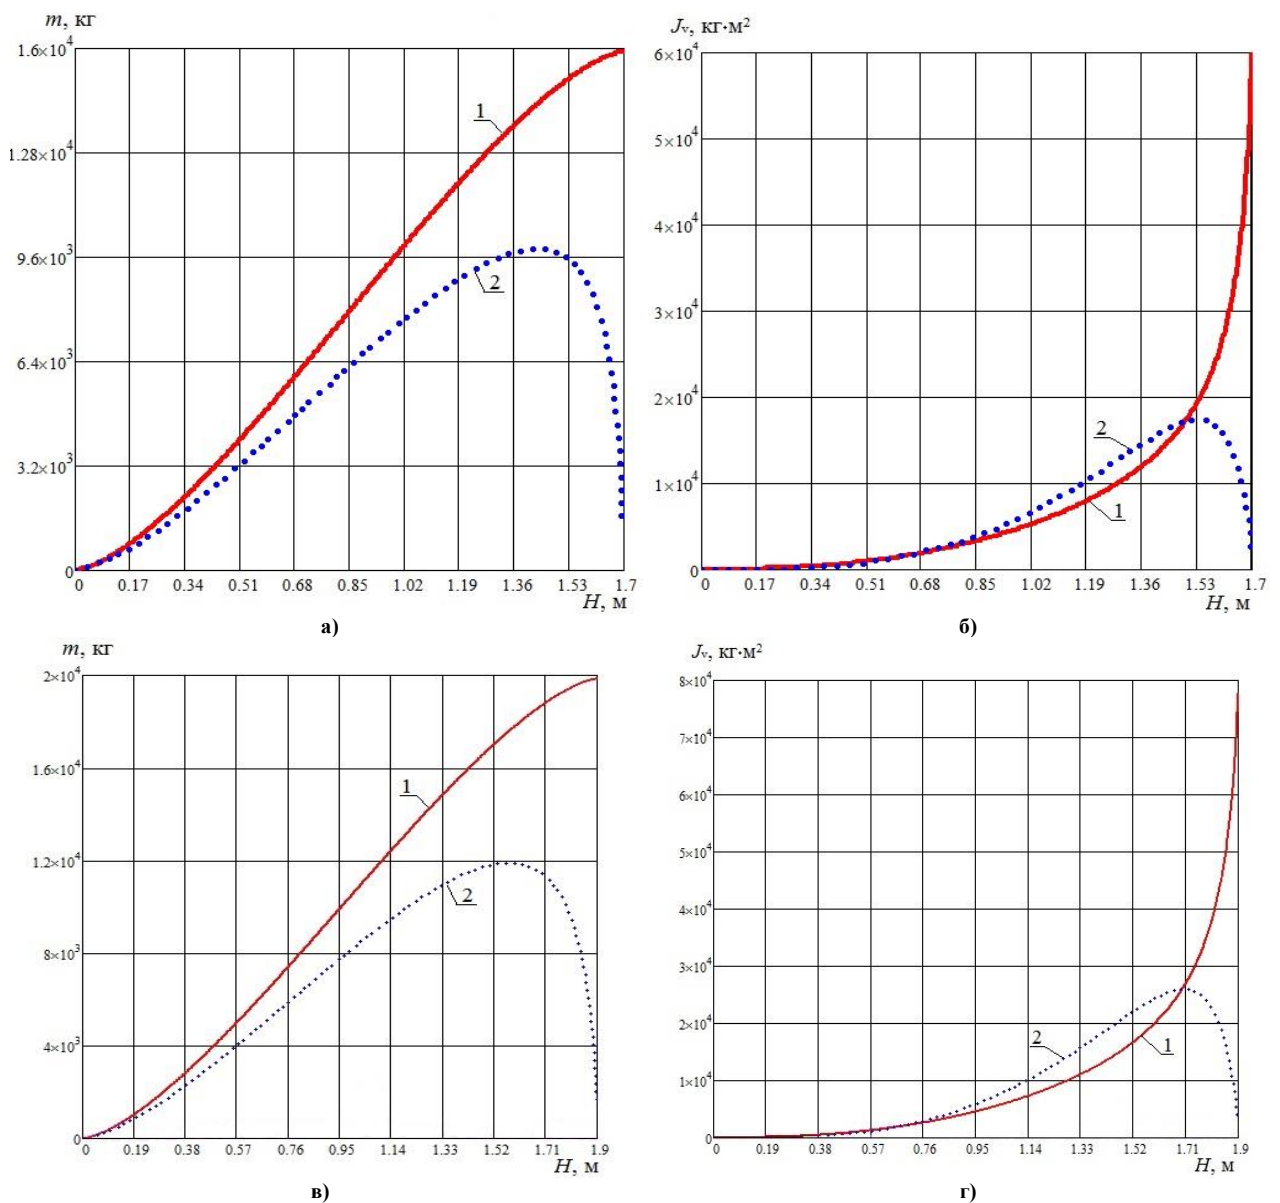 m, кг
1.6×10⁴
1.28×10⁴
9.6×10³
6.4×10³
3.2×10³
0
1
2
0 0.17 0.34 0.51 0.68 0.85 1.02 1.19 1.36 1.53 1.7
H, м
а)
Jᵥ, кг·м²
6×10⁴
5×10⁴
4×10⁴
3×10⁴
2×10⁴
1×10⁴
0
2
1
0 0.17 0.34 0.51 0.68 0.85 1.02 1.19 1.36 1.53 1.7
H, м
б)
m, кг
2×10⁴
1.6×10⁴
1.2×10⁴
8×10³
4×10³
0
1
2
0 0.19 0.38 0.57 0.76 0.95 1.14 1.33 1.52 1.71 1.9
H, м
в)
Jᵥ, кг·м²
8×10⁴
7×10⁴
6×10⁴
5×10⁴
4×10⁴
3×10⁴
2×10⁴
1×10⁴
0
2
1
0 0.19 0.38 0.57 0.76 0.95 1.14 1.33 1.52 1.71 1.9
H, м
г)